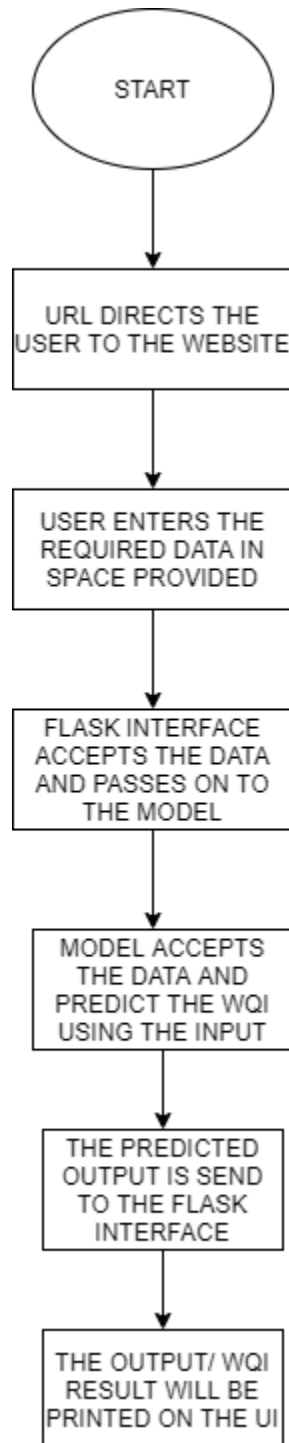 START
URL DIRECTS THE
USER TO THE WEBSITE
USER ENTERS THE
REQUIRED DATA IN
SPACE PROVIDED
FLASK INTERFACE
ACCEPTS THE DATA
AND PASSES ON TO
THE MODEL
MODEL ACCEPTS
THE DATA AND
PREDICT THE WQI
USING THE INPUT
THE PREDICTED
OUTPUT IS SEND
TO THE FLASK
INTERFACE
THE OUTPUT/ WQI
RESULT WILL BE
PRINTED ON THE UI